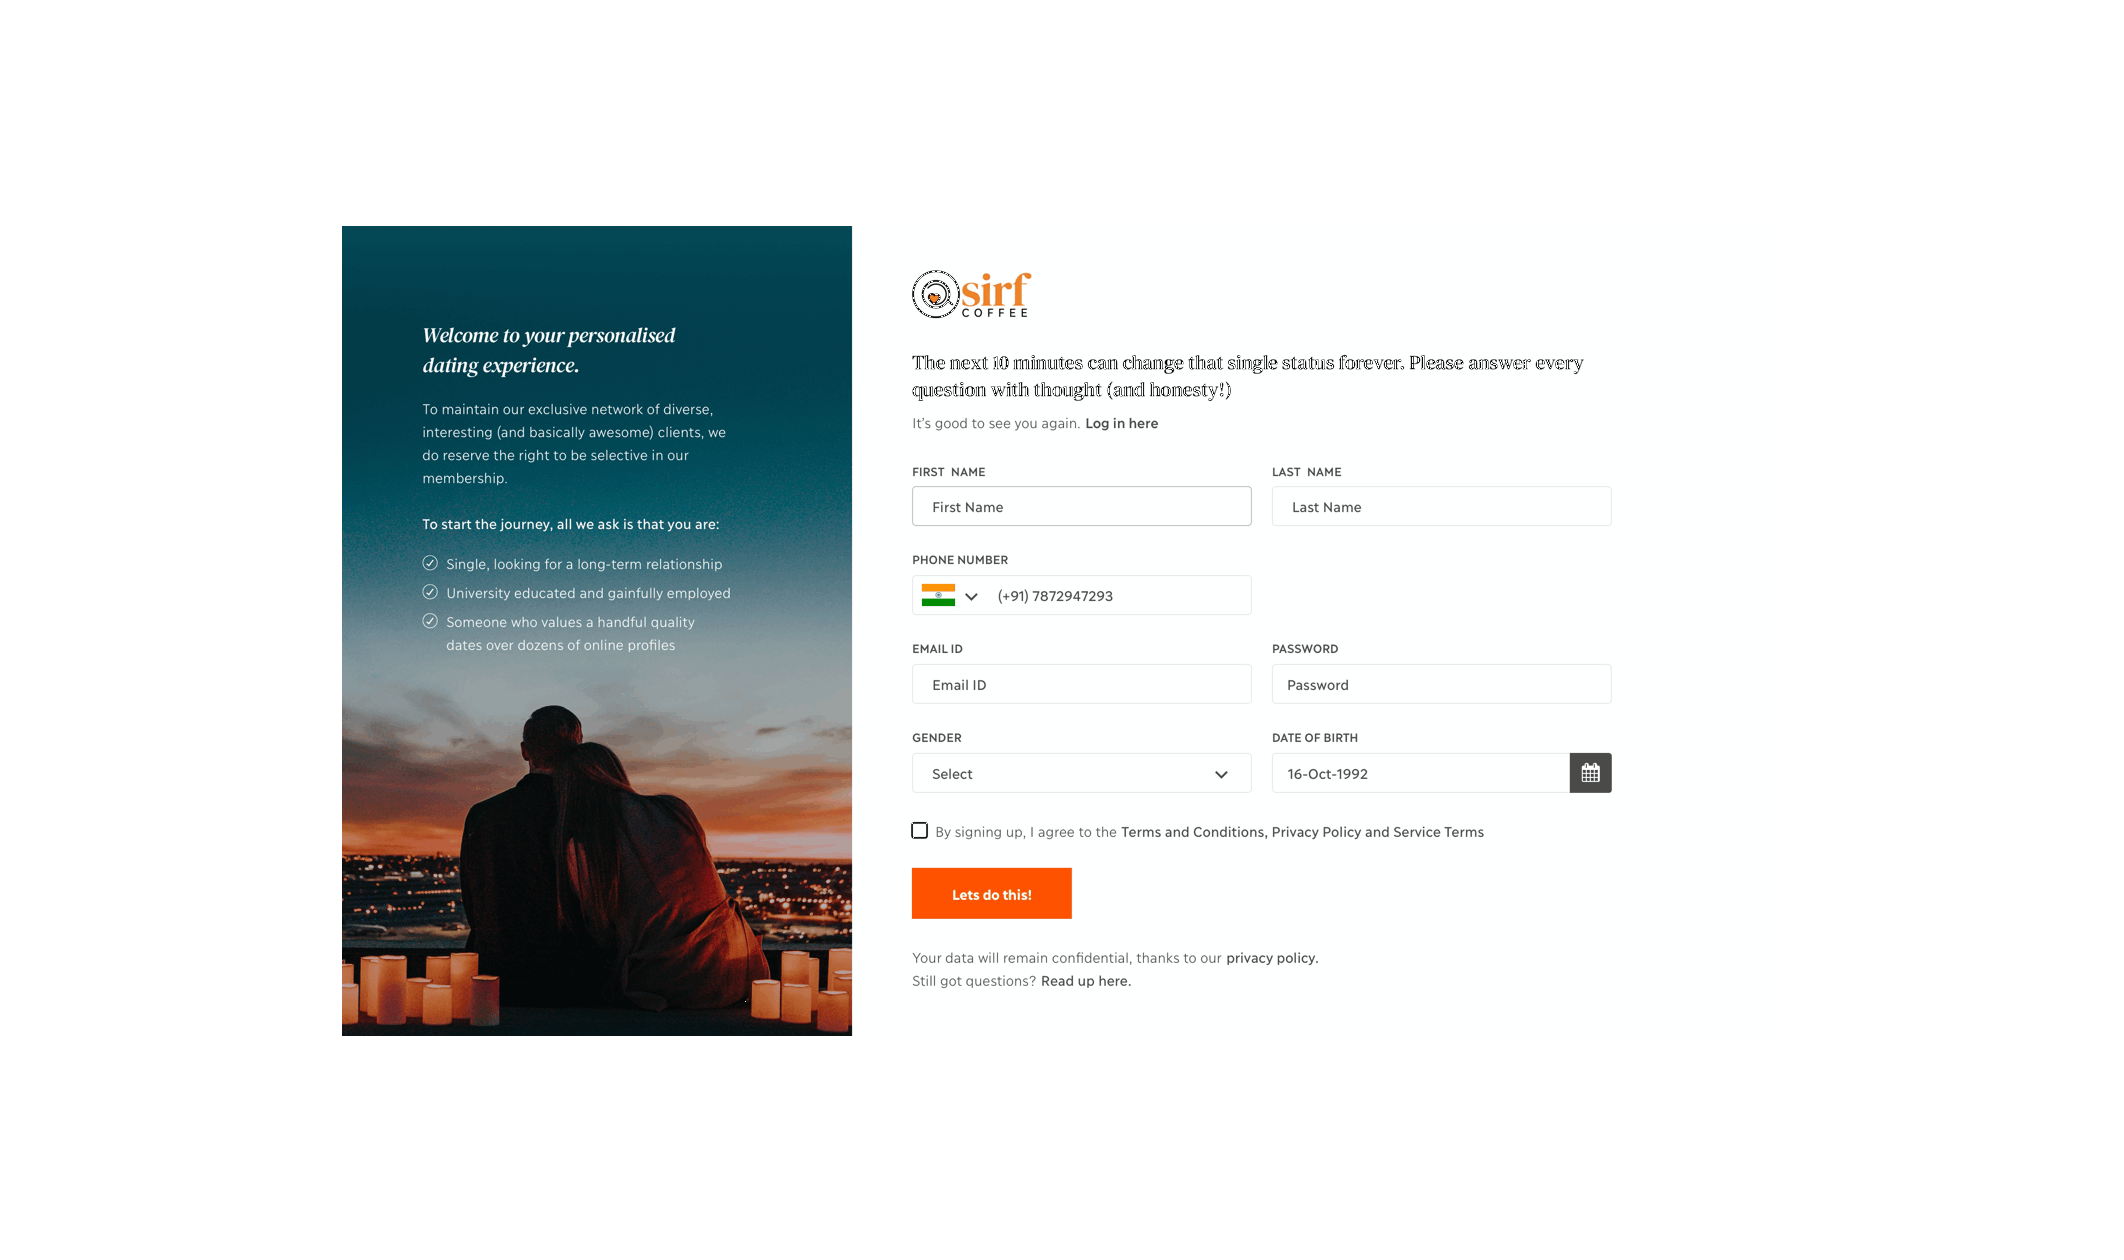 Welcome to your personalised
dating experience.
To maintain our exclusive network of diverse,
interesting (and basically awesome) clients, we
do reserve the right to be selective in our
membership.
To start the journey, all we ask is that you are:
Single, looking for a long-term relationship
University educated and gainfully employed
Someone who values a handful quality
dates over dozens of online profiles
sirf
COFFEE
The next 10 minutes can change that single status forever. Please answer every
question with thought (and honesty!)
It's good to see you again. Log in here
FIRST NAME
First Name
LAST NAME
Last Name
PHONE NUMBER
(+91) 7872947293
EMAIL ID
Email ID
PASSWORD
Password
GENDER
Select
DATE OF BIRTH
16-Oct-1992
By signing up, I agree to the Terms and Conditions, Privacy Policy and Service Terms
Lets do this!
Your data will remain confidential, thanks to our privacy policy.
Still got questions? Read up here.